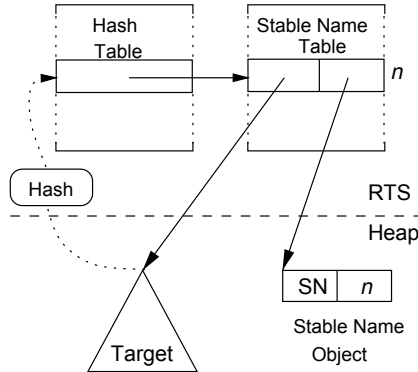 Hash
Table
Stable Name
Table
n
Hash
RTS
Heap
SN
n
Target
Stable Name
Object